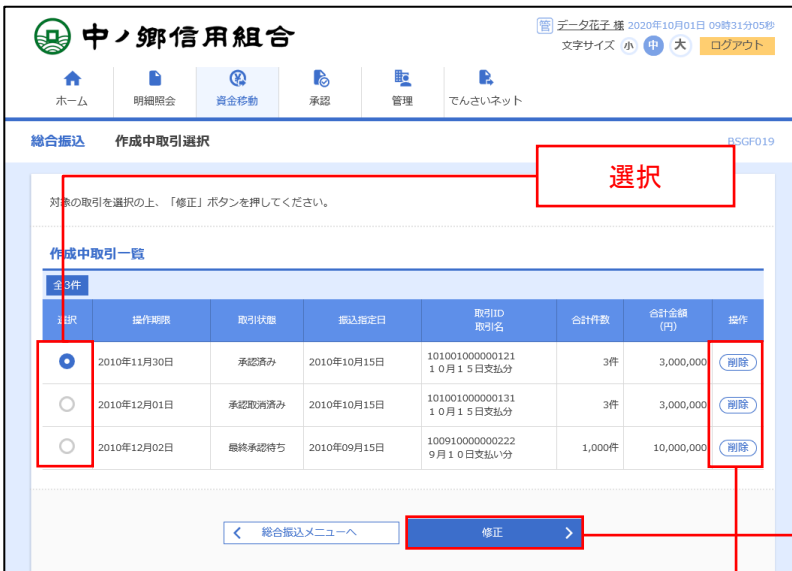 中ノ郷信用組合
管 データ花子 様 2020年10月01日 09時31分05秒
文字サイズ 小 中 大 ログアウト
ホーム 明細照会 資金移動 承認 管理 でんさいネット
総合振込 作成中取引選択 BSGF019
選択
対象の取引を選択の上、「修正」ボタンを押してください。
作成中取引一覧
全3件
選択 操作期限 取引状態 振込指定日 取引ID 合計件数 合計金額 操作
取引名 (円)
2010年11月30日 承認済み 2010年10月15日 101001000000121 3件 3,000,000 削除
１０月１５日支払分
2010年12月01日 承認取消済み 2010年10月15日 101001000000131 3件 3,000,000 削除
１０月１５日支払分
2010年12月02日 最終承認待ち 2010年09月15日 100910000000222 1,000件 10,000,000 削除
９月１０日支払い分
総合振込メニューへ 修正